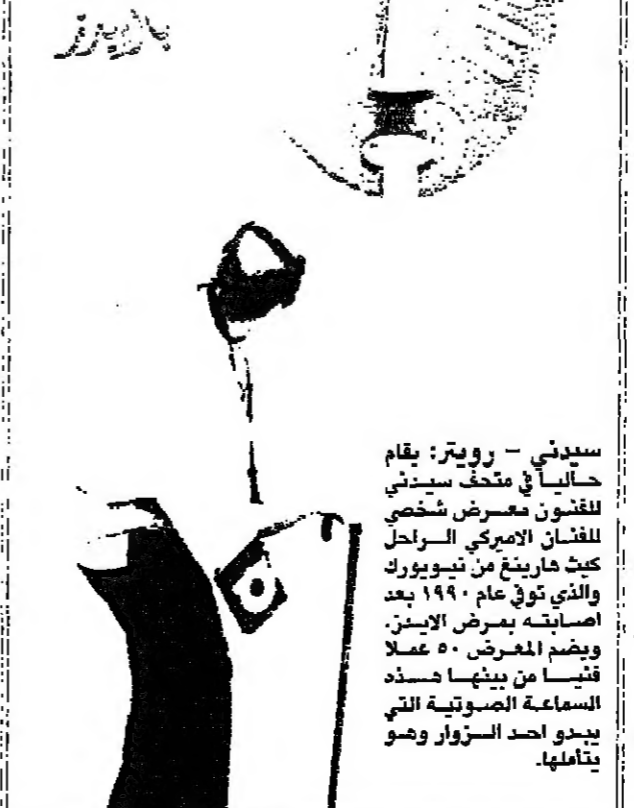 سيدني - رويتر: يقام
حاليا في متحف سيدني
للفنون معرض شخصي
للفنان الاميركي الراحل
كيث هارينغ من نيويورك
والذي توفي عام ١٩٩٠ بعد
اصابته بمرض الايدز.
ويضم المعرض ٥٠ عملا
فنيا من بينها هذه
السماعة الصوتية التي
يبدو احد الزوار وهو
يتأملها.